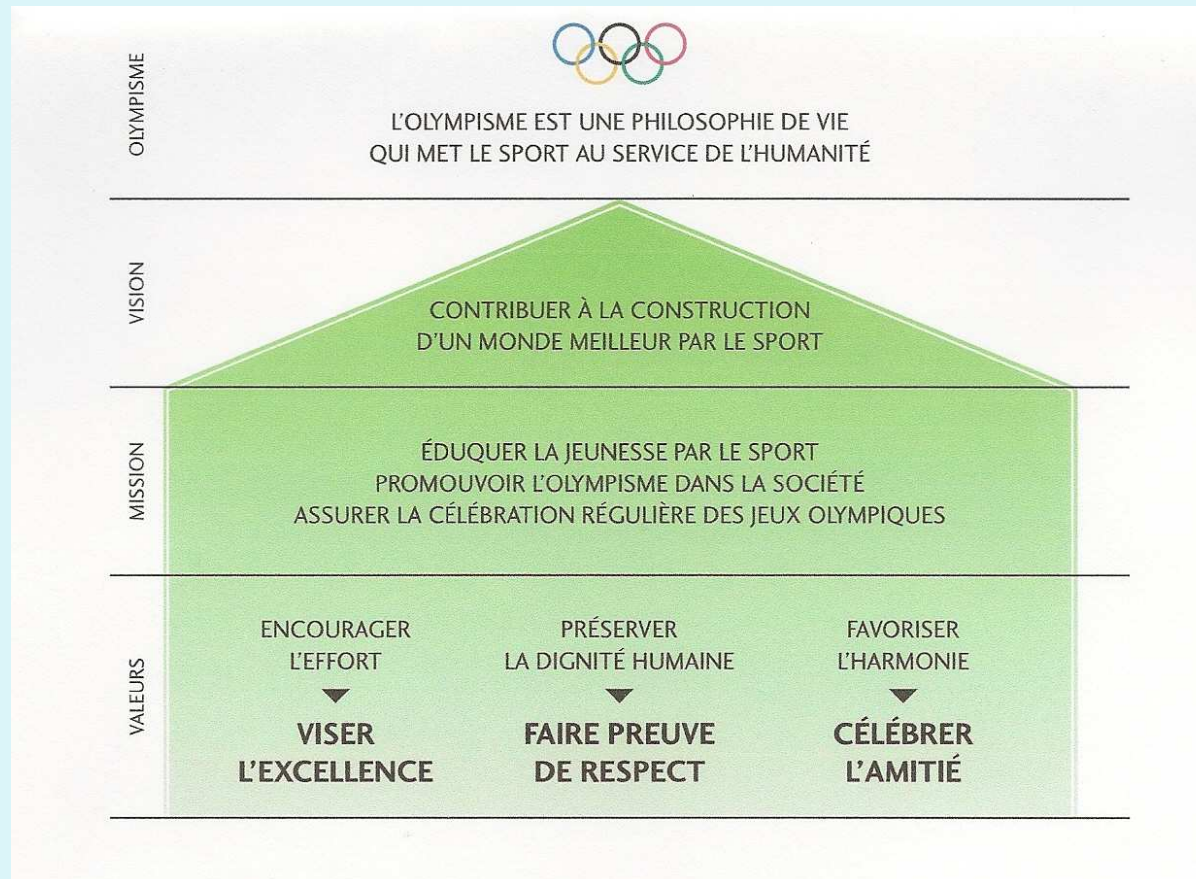 OLYMPISME
L'OLYMPISME EST UNE PHILOSOPHIE DE VIE
QUI MET LE SPORT AU SERVICE DE L'HUMANITÉ
VISION
CONTRIBUER À LA CONSTRUCTION
D'UN MONDE MEILLEUR PAR LE SPORT
MISSION
ÉDUQUER LA JEUNESSE PAR LE SPORT
PROMOUVOIR L'OLYMPISME DANS LA SOCIÉTÉ
ASSURER LA CÉLÉBRATION RÉGULIÈRE DES JEUX OLYMPIQUES
VALEURS
ENCOURAGER
L'EFFORT
VISER
L'EXCELLENCE
PRÉSERVER
LA DIGNITÉ HUMAINE
FAIRE PREUVE
DE RESPECT
FAVORISER
L'HARMONIE
CÉLÉBRER
L'AMITIÉ